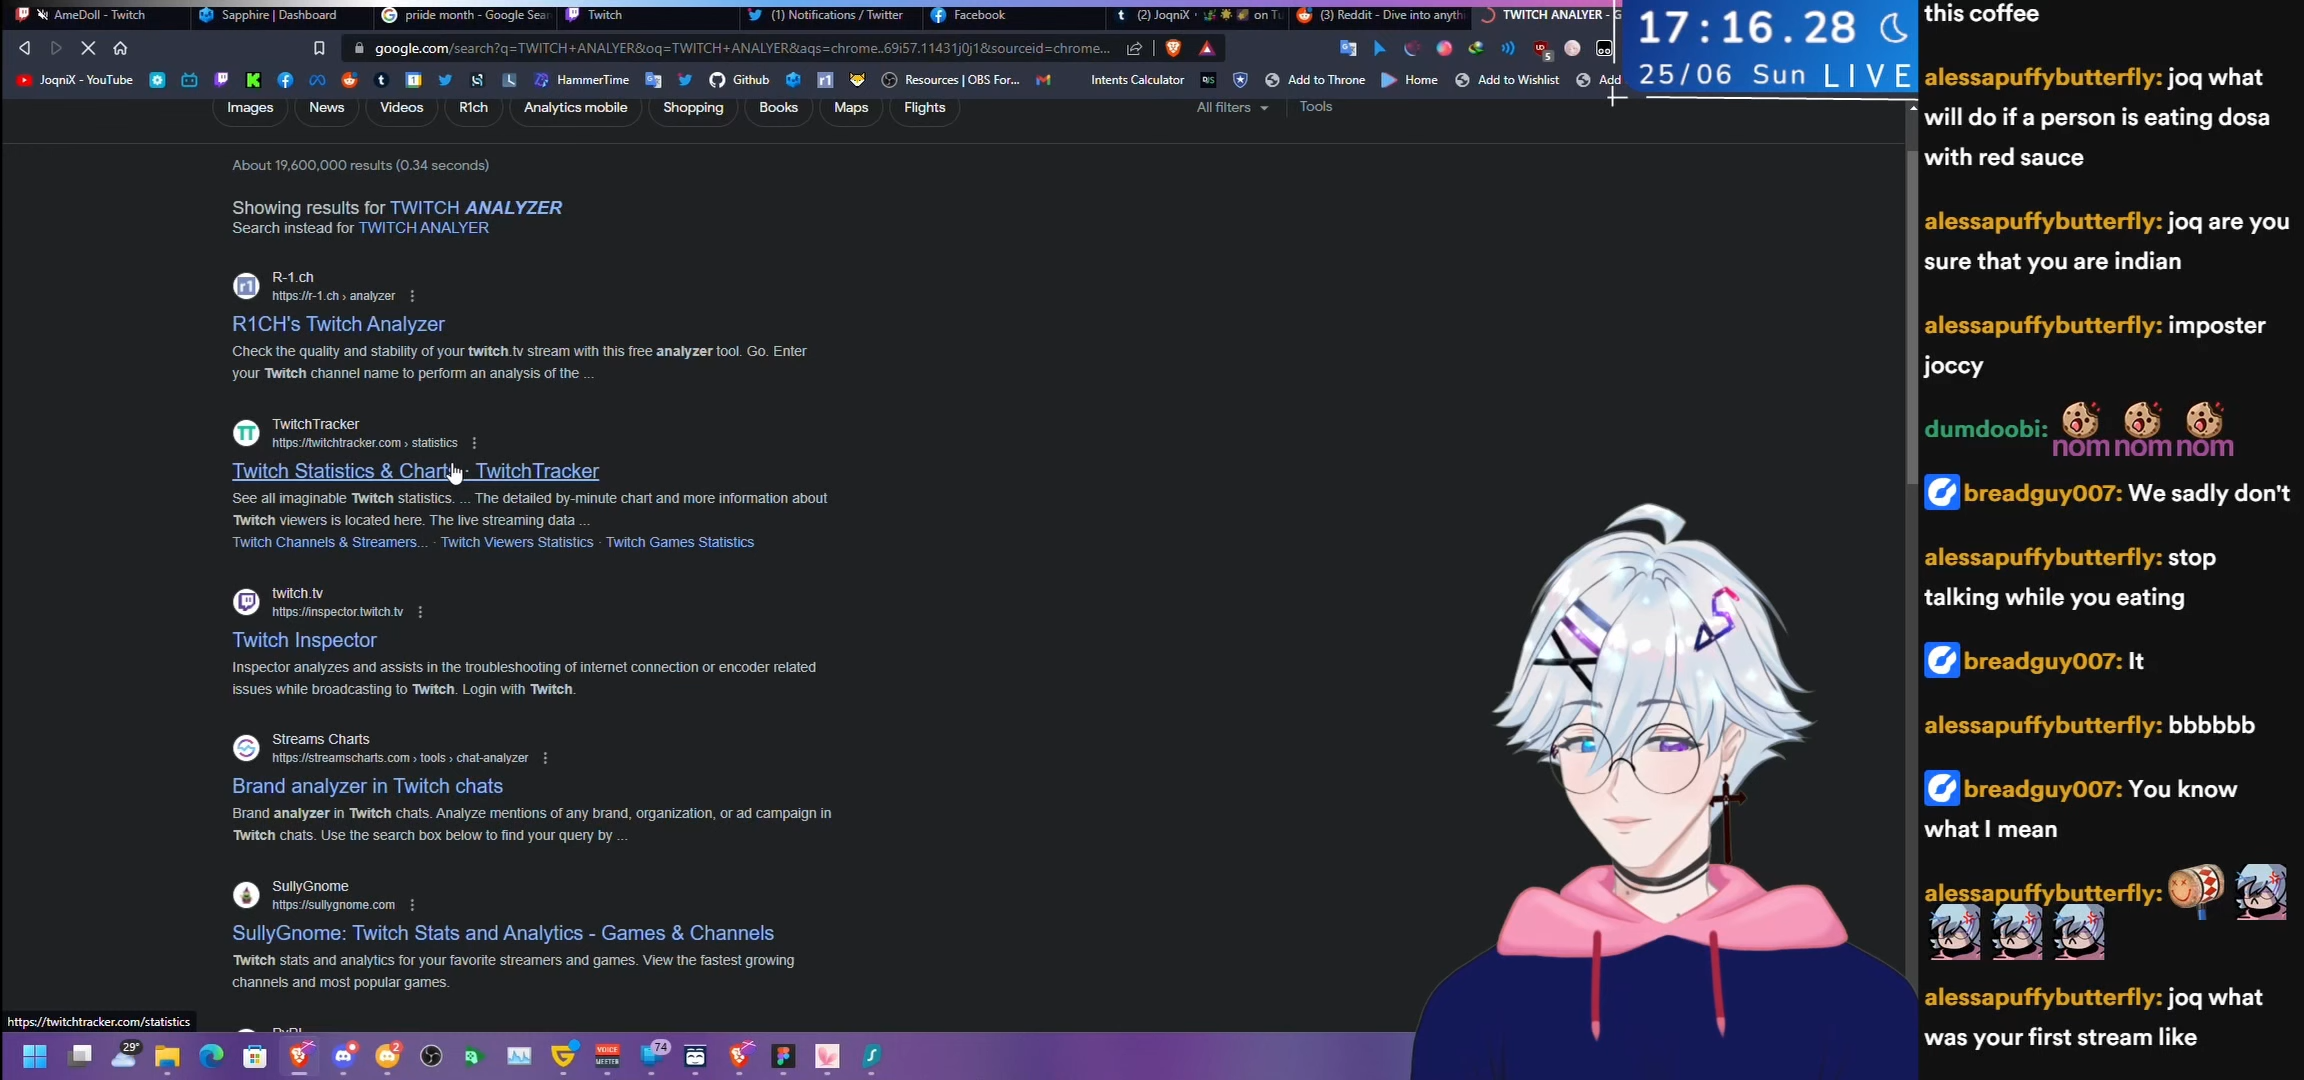 AmeDoll - Twitch
Sapphire | Dashboard
priide month - Google Sear
Twitch
(1) Notifications / Twitter
Facebook
(2) JoqniX
on Tu
(3) Reddit - Dive into anythi
TWITCH ANALYER - G
google.com/search?q=TWITCH+ANALYER&oq=TWITCH+ANALYER&aqs=chrome..69i57.11431j0j1&sourceid=chrome...
JoqniX - YouTube
HammerTime
Github
Resources | OBS For...
Intents Calculator
Add to Throne
Home
Add to Wishlist
Add
17:16.28
25/06 Sun LIVE
Images
News
Videos
R1ch
Analytics mobile
Shopping
Books
Maps
Flights
All filters
Tools
About 19,600,000 results (0.34 seconds)
Showing results for TWITCH ANALYZER
Search instead for TWITCH ANALYER
R-1.ch
https://r-1.ch › analyzer
R1CH's Twitch Analyzer
Check the quality and stability of your twitch.tv stream with this free analyzer tool. Go. Enter
your Twitch channel name to perform an analysis of the ...
TwitchTracker
https://twitchtracker.com › statistics
Twitch Statistics & Charts · TwitchTracker
See all imaginable Twitch statistics. ... The detailed by-minute chart and more information about
Twitch viewers is located here. The live streaming data ...
Twitch Channels & Streamers... · Twitch Viewers Statistics · Twitch Games Statistics
twitch.tv
https://inspector.twitch.tv
Twitch Inspector
Inspector analyzes and assists in the troubleshooting of internet connection or encoder related
issues while broadcasting to Twitch. Login with Twitch.
Streams Charts
https://streamscharts.com › tools › chat-analyzer
Brand analyzer in Twitch chats
Brand analyzer in Twitch chats. Analyze mentions of any brand, organization, or ad campaign in
Twitch chats. Use the search box below to find your query by ...
SullyGnome
https://sullygnome.com
SullyGnome: Twitch Stats and Analytics - Games & Channels
Twitch stats and analytics for your favorite streamers and games. View the fastest growing
channels and most popular games.
https://twitchtracker.com/statistics
29°
2
VOICE
MEETER
74
this coffee
alessapuffybutterfly: joq what
will do if a person is eating dosa
with red sauce
alessapuffybutterfly: joq are you
sure that you are indian
alessapuffybutterfly: imposter
joccy
dumdoobi: nom nom nom
breadguy007: We sadly don't
alessapuffybutterfly: stop
talking while you eating
breadguy007: It
alessapuffybutterfly: bbbbbb
breadguy007: You know
what I mean
alessapuffybutterfly:
alessapuffybutterfly: joq what
was your first stream like